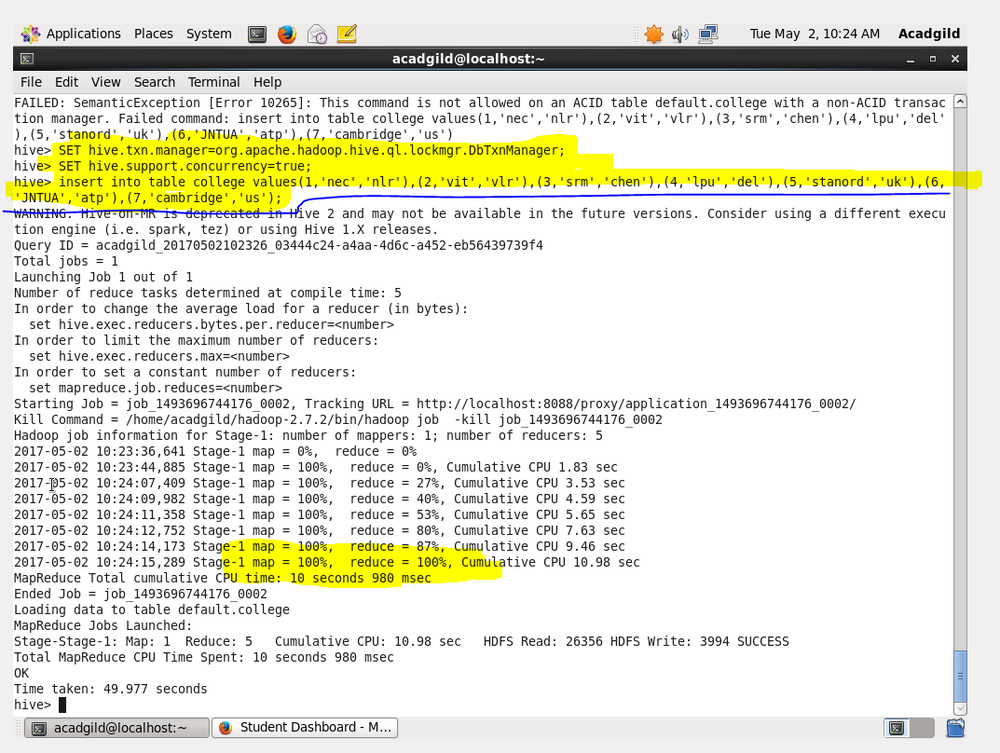 Applications Places System
Tue May 2, 10:24 AM Acadgild
acadgild@localhost:~
File Edit View Search Terminal Help
FAILED: SemanticException [Error 10265]: This command is not allowed on an ACID table default.college with a non-ACID transac
tion manager. Failed command: insert into table college values(1,'nec','nlr'),(2,'vit','vlr'),(3,'srm','chen'),(4,'lpu','del'
),(5,'stanord','uk'),(6,'JNTUA','atp'),(7,'cambridge','us')
hive> SET hive.txn.manager=org.apache.hadoop.hive.ql.lockmgr.DbTxnManager;
hive> SET hive.support.concurrency=true;
hive> insert into table college values(1,'nec','nlr'),(2,'vit','vlr'),(3,'srm','chen'),(4,'lpu','del'),(5,'stanord','uk'),(6,
'JNTUA','atp'),(7,'cambridge','us');
WARNING: Hive-on-MR is deprecated in Hive 2 and may not be available in the future versions. Consider using a different execu
tion engine (i.e. spark, tez) or using Hive 1.X releases.
Query ID = acadgild_20170502102326_03444c24-a4aa-4d6c-a452-eb56439739f4
Total jobs = 1
Launching Job 1 out of 1
Number of reduce tasks determined at compile time: 5
In order to change the average load for a reducer (in bytes):
  set hive.exec.reducers.bytes.per.reducer=<number>
In order to limit the maximum number of reducers:
  set hive.exec.reducers.max=<number>
In order to set a constant number of reducers:
  set mapreduce.job.reduces=<number>
Starting Job = job_1493696744176_0002, Tracking URL = http://localhost:8088/proxy/application_1493696744176_0002/
Kill Command = /home/acadgild/hadoop-2.7.2/bin/hadoop job  -kill job_1493696744176_0002
Hadoop job information for Stage-1: number of mappers: 1; number of reducers: 5
2017-05-02 10:23:36,641 Stage-1 map = 0%,  reduce = 0%
2017-05-02 10:23:44,885 Stage-1 map = 100%,  reduce = 0%, Cumulative CPU 1.83 sec
2017-05-02 10:24:07,409 Stage-1 map = 100%,  reduce = 27%, Cumulative CPU 3.53 sec
2017-05-02 10:24:09,982 Stage-1 map = 100%,  reduce = 40%, Cumulative CPU 4.59 sec
2017-05-02 10:24:11,358 Stage-1 map = 100%,  reduce = 53%, Cumulative CPU 5.65 sec
2017-05-02 10:24:12,752 Stage-1 map = 100%,  reduce = 80%, Cumulative CPU 7.63 sec
2017-05-02 10:24:14,173 Stage-1 map = 100%,  reduce = 87%, Cumulative CPU 9.46 sec
2017-05-02 10:24:15,289 Stage-1 map = 100%,  reduce = 100%, Cumulative CPU 10.98 sec
MapReduce Total cumulative CPU time: 10 seconds 980 msec
Ended Job = job_1493696744176_0002
Loading data to table default.college
MapReduce Jobs Launched:
Stage-Stage-1: Map: 1  Reduce: 5   Cumulative CPU: 10.98 sec   HDFS Read: 26356 HDFS Write: 3994 SUCCESS
Total MapReduce CPU Time Spent: 10 seconds 980 msec
OK
Time taken: 49.977 seconds
hive>
acadgild@localhost:~ Student Dashboard - M...